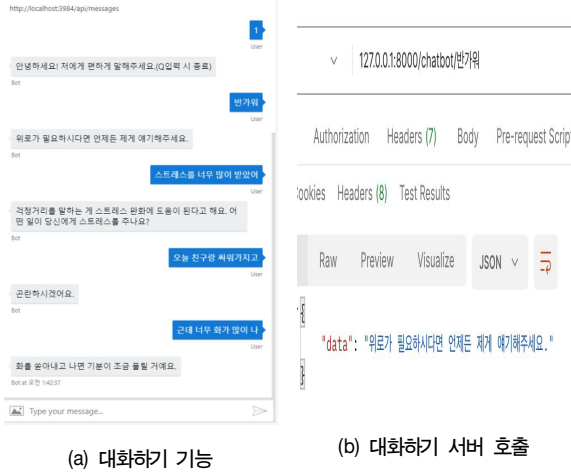 http://localhost:3984/api/messages
1
User
안녕하세요! 저에게 편하게 말해주세요.(Q입력 시 종료)
Bot
반가워
User
위로가 필요하시다면 언제든 제게 얘기해주세요.
Bot
스트레스를 너무 많이 받았어
User
걱정거리를 말하는 게 스트레스 완화에 도움이 된다고 해요. 어
떤 일이 당신에게 스트레스를 주나요?
Bot
오늘 친구랑 싸워가지고
User
곤란하시겠어요.
Bot
근데 너무 화가 많이 나
User
화를 쏟아내고 나면 기분이 조금 풀릴 거예요.
Bot at 오전 1:42:37
Type your message...
(a) 대화하기 기능
127.0.0.1:8000/chatbot/반가워
Authorization Headers (7) Body Pre-request Script
Cookies Headers (8) Test Results
Raw Preview Visualize JSON
"data": "위로가 필요하시다면 언제든 제게 얘기해주세요."
(b) 대화하기 서버 호출